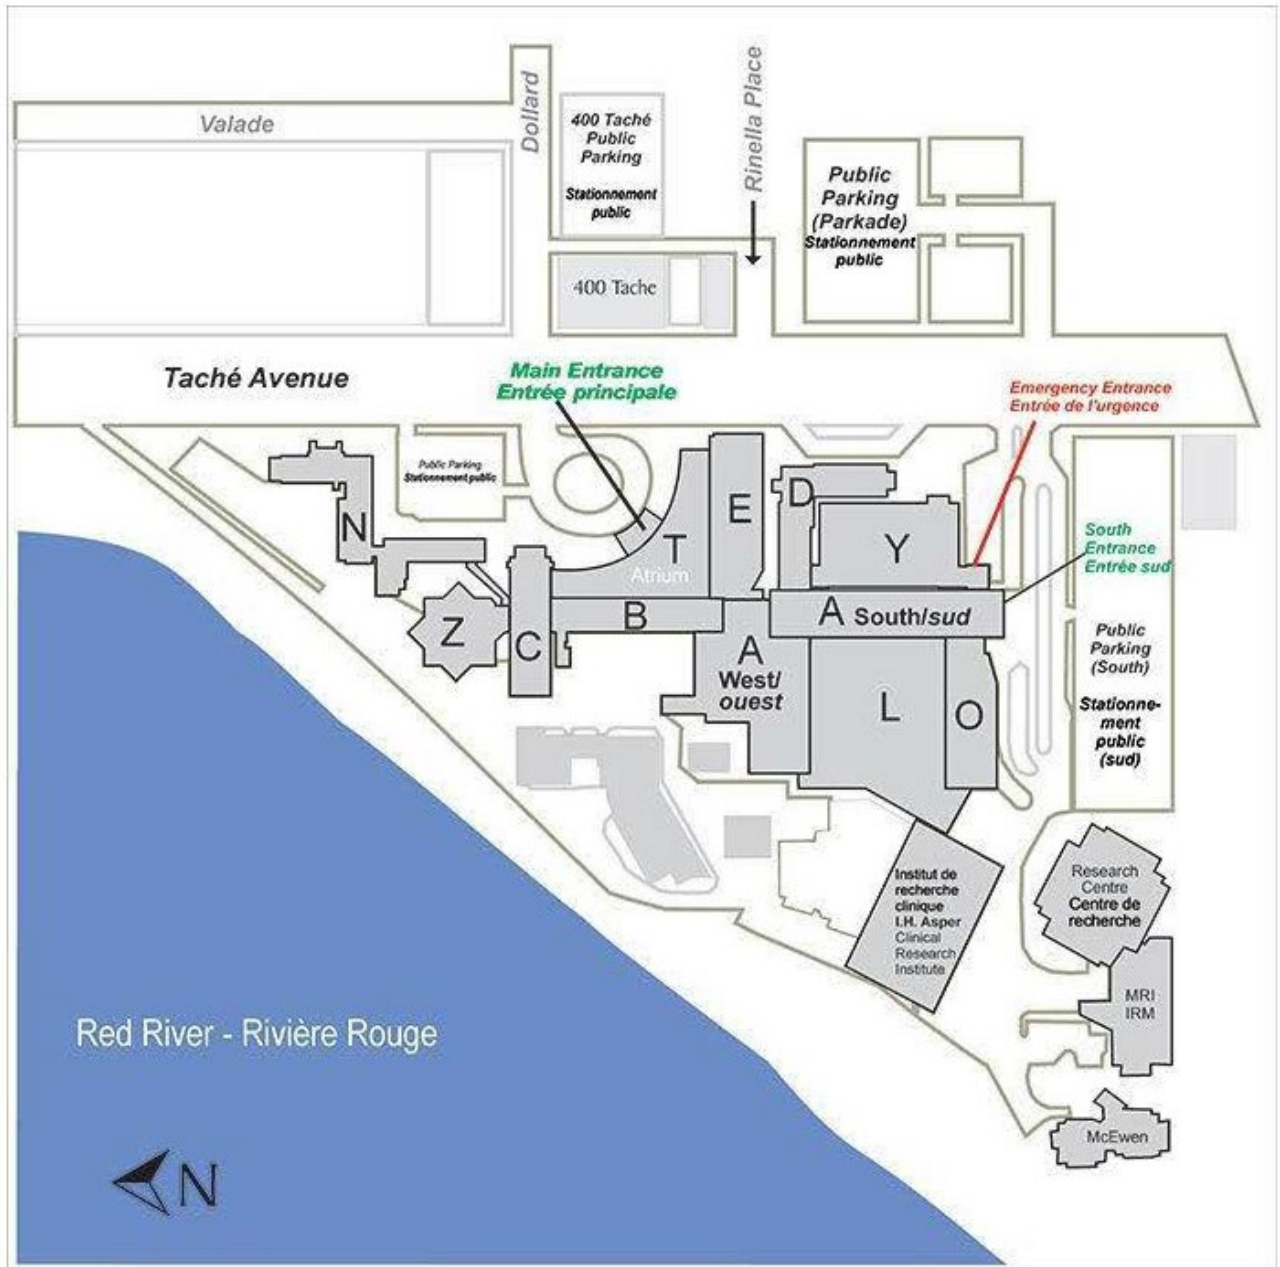 Valade
Dollard
400 Taché
Public
Parking
Stationnement
public
Rinella Place
Public
Parking
(Parkade)
Stationnement
public
400 Tache
Taché Avenue
Main Entrance
Entrée principale
Emergency Entrance
Entrée de l'urgence
Public Parking
Stationnement public
N
T
Atrium
E
D
Y
South
Entrance
Entrée sud
Z
C
B
A South/sud
A
West/
ouest
L
O
Public
Parking
(South)
Stationne-
ment
public
(sud)
Institut de
recherche
clinique
I.H. Asper
Clinical
Research
Institute
Research
Centre
Centre de
recherche
MRI
IRM
McEwen
Red River - Rivière Rouge
N